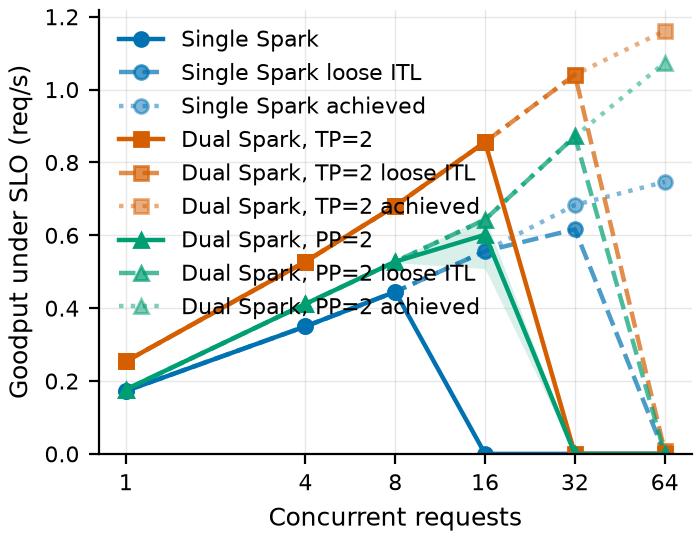 Goodput under SLO (req/s)
1.2
1.0
0.8
0.6
0.4
0.2
0.0
Single Spark
Single Spark loose ITL
Single Spark achieved
Dual Spark, TP=2
Dual Spark, TP=2 loose ITL
Dual Spark, TP=2 achieved
Dual Spark, PP=2
Dual Spark, PP=2 loose ITL
Dual Spark, PP=2 achieved
1 4 8 16 32 64
Concurrent requests